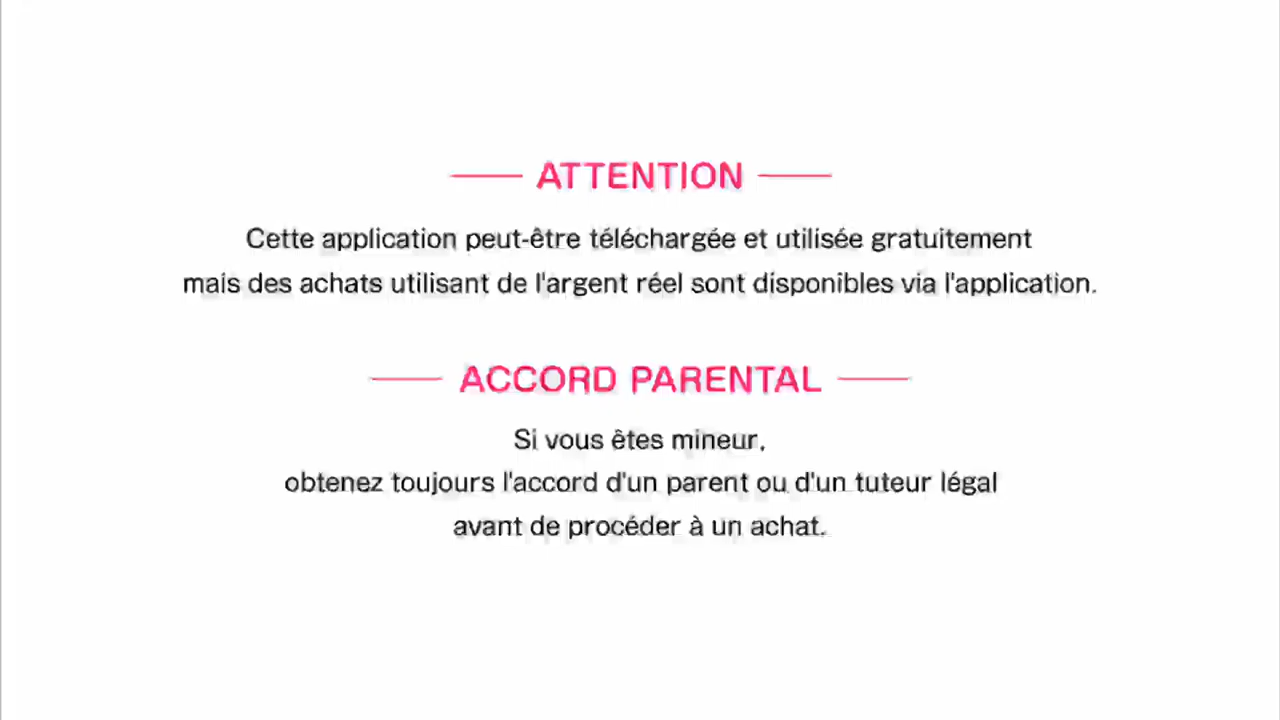 ATTENTION
Cette application peut-être téléchargée et utilisée gratuitement
mais des achats utilisant de l'argent réel sont disponibles via l'application.
ACCORD PARENTAL
Si vous êtes mineur,
obtenez toujours l'accord d'un parent ou d'un tuteur légal
avant de procéder à un achat.